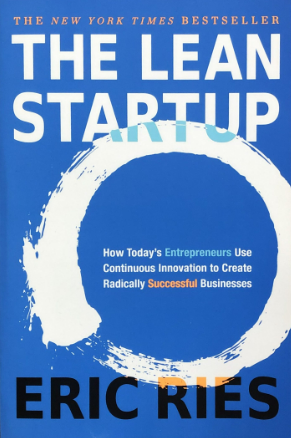 THE NEW YORK TIMES BESTSELLER
THE LEAN
STARTUP
How Today's Entrepreneurs Use
Continuous Innovation to Create
Radically Successful Businesses
ERIC RIES